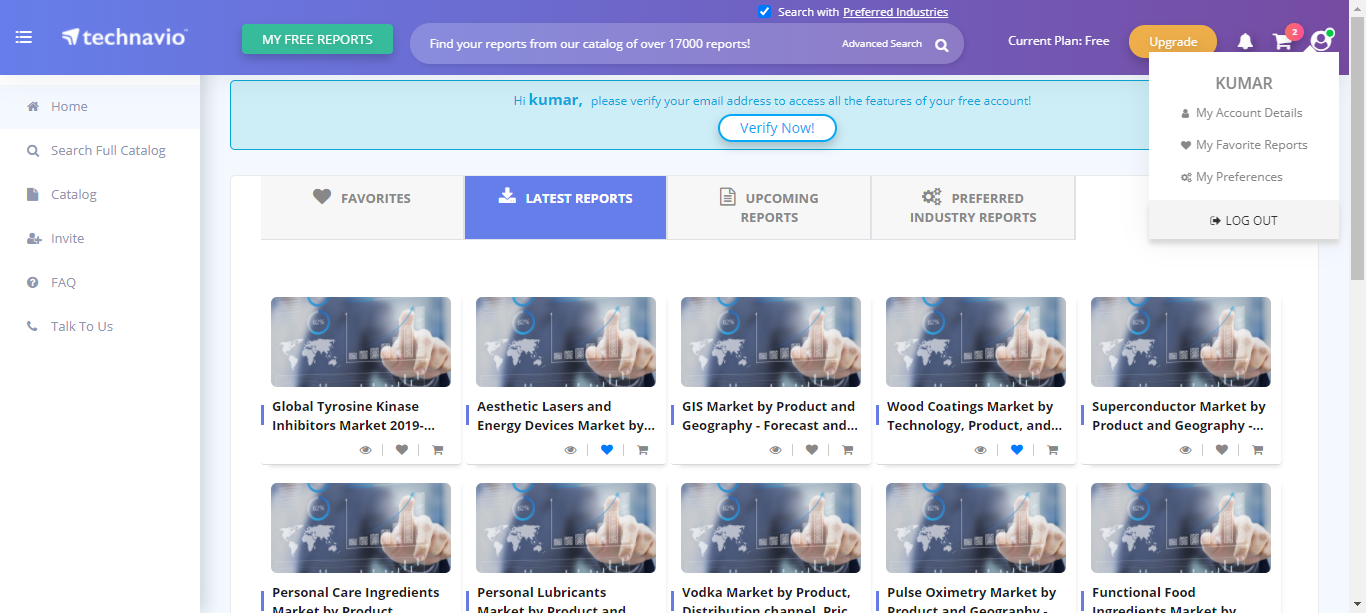 Search with Preferred Industries
technavio
MY FREE REPORTS
Find your reports from our catalog of over 17000 reports!
Advanced Search
Current Plan: Free
Upgrade
2
KUMAR
My Account Details
My Favorite Reports
My Preferences
LOG OUT
Home
Search Full Catalog
Catalog
Invite
FAQ
Talk To Us
Hi kumar, please verify your email address to access all the features of your free account!
Verify Now!
FAVORITES
LATEST REPORTS
UPCOMING
REPORTS
PREFERRED
INDUSTRY REPORTS
Global Tyrosine Kinase
Inhibitors Market 2019-...
Aesthetic Lasers and
Energy Devices Market by...
GIS Market by Product and
Geography - Forecast and...
Wood Coatings Market by
Technology, Product, and...
Superconductor Market by
Product and Geography -...
Personal Care Ingredients
Market by Product
Personal Lubricants
Market by Product and
Vodka Market by Product,
Distribution channel, Pric
Pulse Oximetry Market by
Product and Geography -
Functional Food
Ingredients Market by